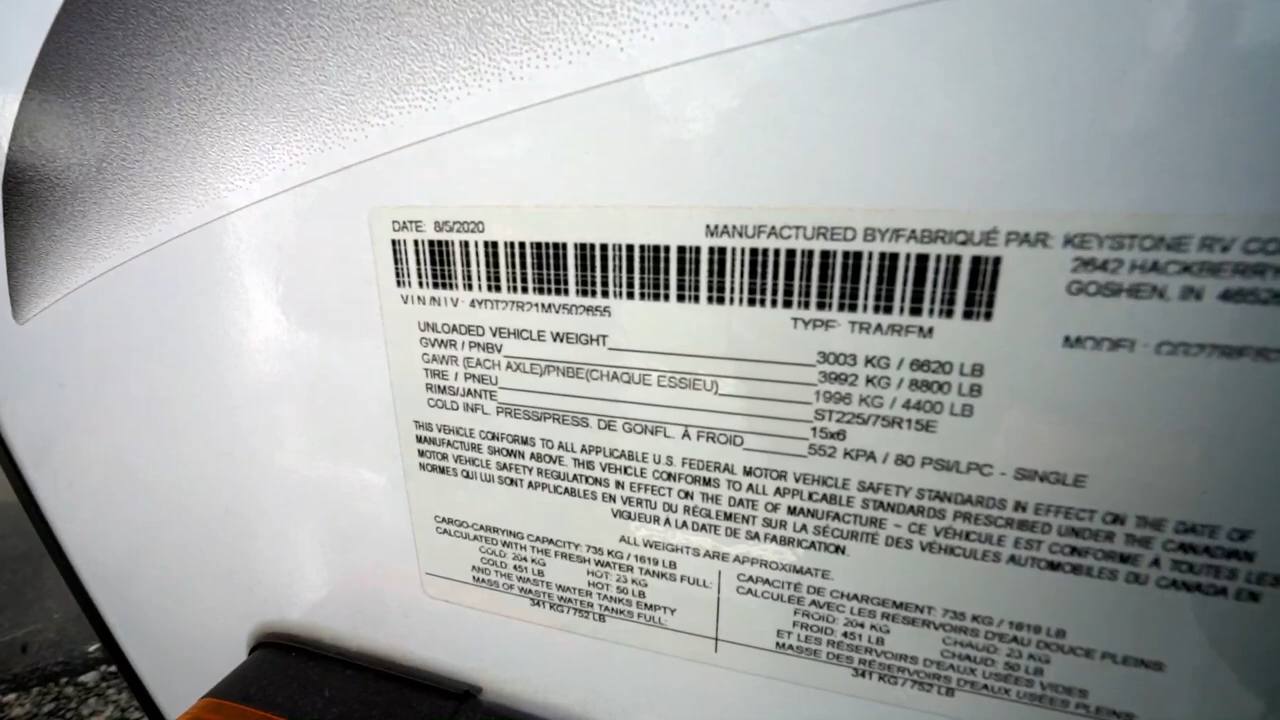 DATE: 8/5/2020
MANUFACTURED BY/FABRIQUÉ PAR: KEYSTONE RV CO
2642 HACKBERRY
GOSHEN, IN
VIN/NIV: 4YDT27R21MV502655
TYPE: TRA/REM
MODEL:
UNLOADED VEHICLE WEIGHT 3003 KG / 6620 LB
GVWR / PNBV 3992 KG / 8800 LB
GAWR (EACH AXLE)/PNBE(CHAQUE ESSIEU) 1996 KG / 4400 LB
TIRE / PNEU ST225/75R15E
RIMS/JANTE 15x6
COLD INFL. PRESS/PRESS. DE GONFL. À FROID 552 KPA / 80 PSI/LPC - SINGLE
THIS VEHICLE CONFORMS TO ALL APPLICABLE U.S. FEDERAL MOTOR VEHICLE SAFETY STANDARDS IN EFFECT ON THE DATE OF
MANUFACTURE SHOWN ABOVE. THIS VEHICLE CONFORMS TO ALL APPLICABLE STANDARDS PRESCRIBED UNDER THE CANADIAN
MOTOR VEHICLE SAFETY REGULATIONS IN EFFECT ON THE DATE OF MANUFACTURE – CE VÉHICULE EST CONFORME À TOUTES LES
NORMES QUI LUI SONT APPLICABLES EN VERTU DU RÈGLEMENT SUR LA SÉCURITÉ DES VÉHICULES AUTOMOBILES DU CANADA EN
VIGUEUR À LA DATE DE SA FABRICATION.
ALL WEIGHTS ARE APPROXIMATE.
CARGO-CARRYING CAPACITY: 735 KG / 1619 LB
CALCULATED WITH THE FRESH WATER TANKS FULL:
COLD: 204 KG HOT: 23 KG
COLD: 451 LB HOT: 50 LB
AND THE WASTE WATER TANKS EMPTY
MASS OF WASTE WATER TANKS FULL:
341 KG / 752 LB
CAPACITÉ DE CHARGEMENT: 735 KG / 1619 LB
CALCULÉE AVEC LES RÉSERVOIRS D'EAU DOUCE PLEINS:
FROID: 204 KG CHAUD: 23 KG
FROID: 451 LB CHAUD: 50 LB
ET LES RÉSERVOIRS D'EAUX USÉES VIDES
MASSE DES RÉSERVOIRS D'EAUX USÉES PLEINS:
341 KG / 752 LB